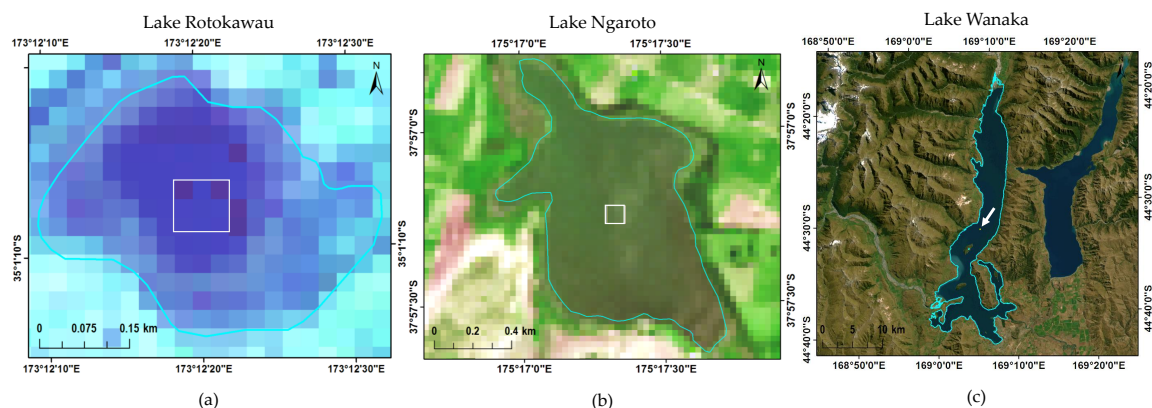 Lake Rotokawau
173°12'10"E 173°12'20"E 173°12'30"E
N
35°1'10"S
35°1'10"S
0 0.075 0.15 km
173°12'10"E 173°12'20"E 173°12'30"E
(a)
Lake Ngaroto
175°17'0"E 175°17'30"E
N
37°57'0"S
37°57'0"S
37°57'30"S
37°57'30"S
0 0.2 0.4 km
175°17'0"E 175°17'30"E
(b)
Lake Wanaka
168°50'0"E 169°0'0"E 169°10'0"E 169°20'0"E
N
44°20'0"S
44°20'0"S
44°30'0"S
44°30'0"S
44°40'0"S
44°40'0"S
0 5 10 km
168°50'0"E 169°0'0"E 169°10'0"E 169°20'0"E
(c)